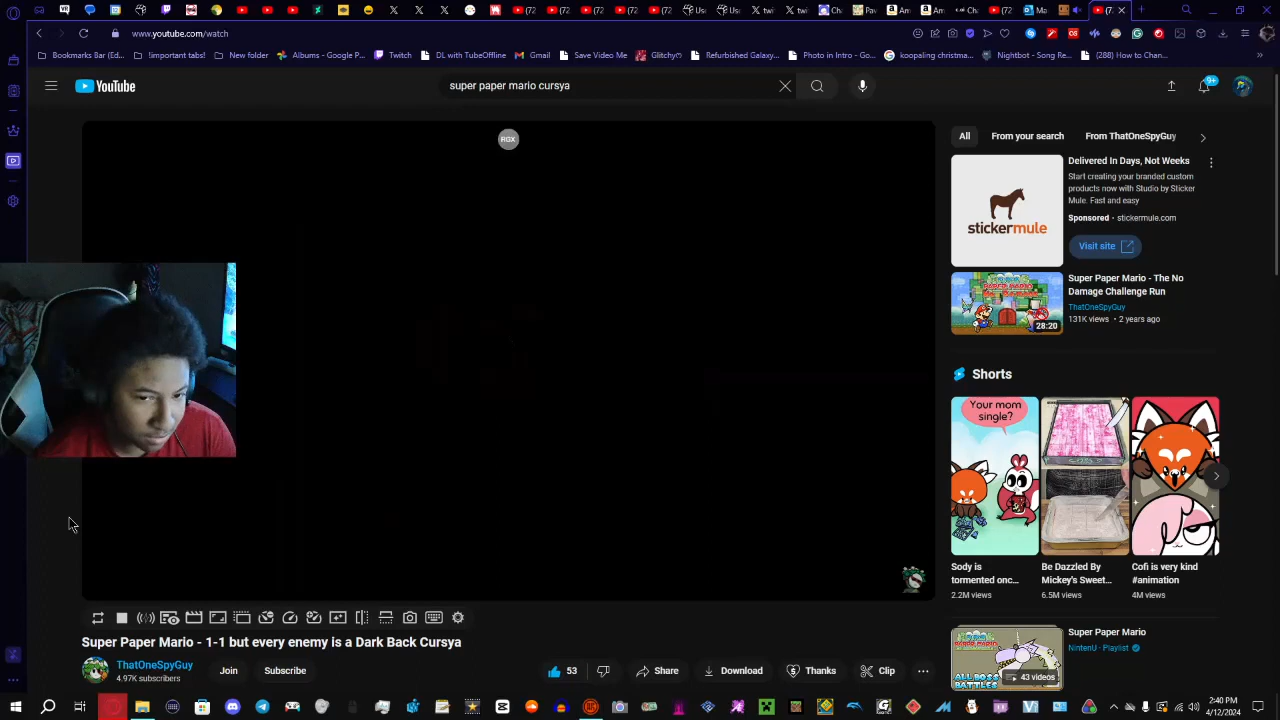 www.youtube.com/watch
Bookmarks Bar (Ed...
!important tabs!
New folder
Albums - Google P...
Twitch
DL with TubeOffline
Gmail
Save Video Me
Glitchy(
Refurbished Galaxy...
Photo in Intro - Go...
koopaling christmas...
Nightbot - Song Re...
(288) How to Chan...
YouTube
super paper mario cursya
9+
RGX
All
From your search
From ThatOneSpyGuy
Delivered In Days, Not Weeks
Start creating your branded custom
products now with Studio by Sticker
Mule. Fast and easy
Sponsored · stickermule.com
Visit site
stickermule
Super Paper Mario - The No
Damage Challenge Run
ThatOneSpyGuy
131K views · 2 years ago
28:20
Shorts
Your mom
single?
Sody is
tormented onc...
2.2M views
Be Dazzled By
Mickey's Sweet...
6.5M views
Cofi is very kind
#animation
4M views
Super Paper Mario
NintenU - Playlist
ALL BOSS
BATTLES
43 videos
Super Paper Mario - 1-1 but every enemy is a Dark Back Cursya
ThatOneSpyGuy
4.97K subscribers
Join
Subscribe
53
Share
Download
Thanks
Clip
2:40 PM
4/12/2024